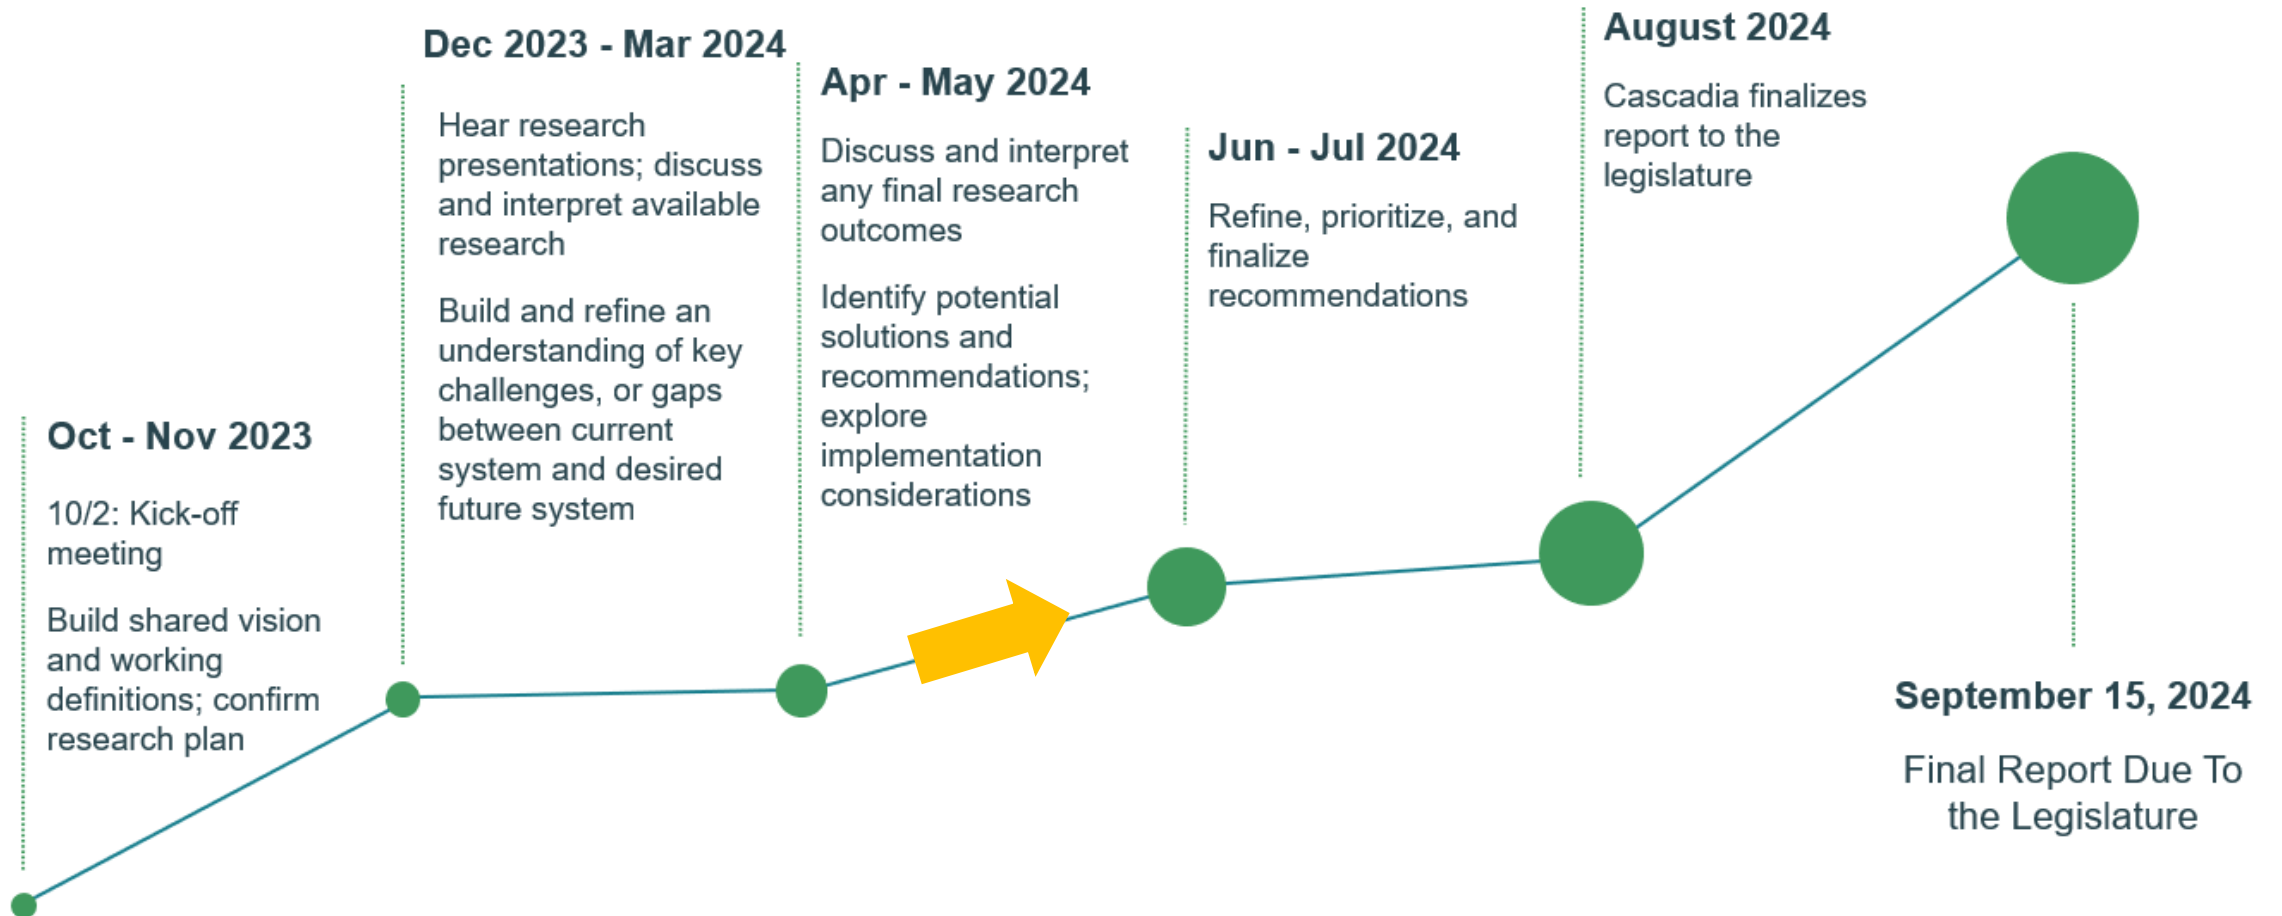 Oct - Nov 2023
10/2: Kick-off
meeting
Build shared vision
and working
definitions; confirm
research plan
Dec 2023 - Mar 2024
Hear research
presentations; discuss
and interpret available
research
Build and refine an
understanding of key
challenges, or gaps
between current
system and desired
future system
Apr - May 2024
Discuss and interpret
any final research
outcomes
Identify potential
solutions and
recommendations;
explore
implementation
considerations
Jun - Jul 2024
Refine, prioritize, and
finalize
recommendations
August 2024
Cascadia finalizes
report to the
legislature
September 15, 2024
Final Report Due To
the Legislature